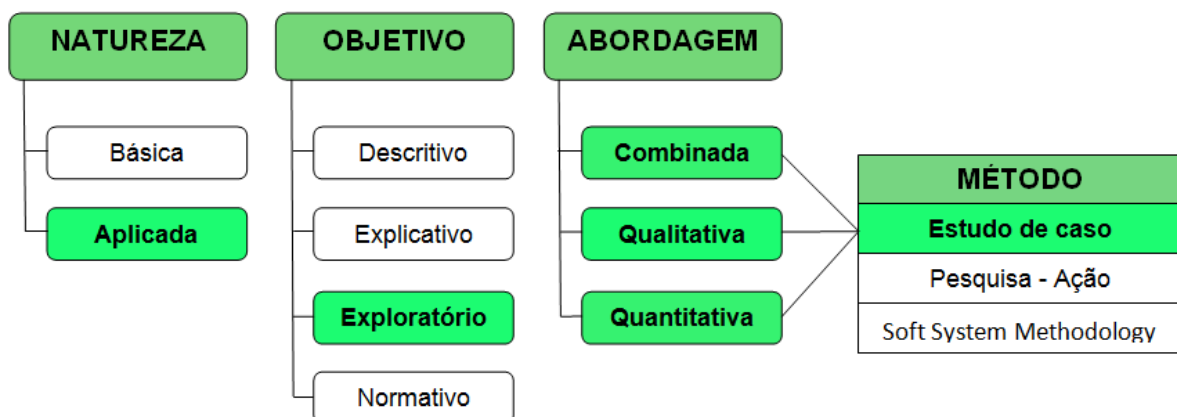 NATUREZA
Básica
Aplicada
OBJETIVO
Descritivo
Explicativo
Exploratório
Normativo
ABORDAGEM
Combinada
Qualitativa
Quantitativa
MÉTODO
Estudo de caso
Pesquisa - Ação
Soft System Methodology